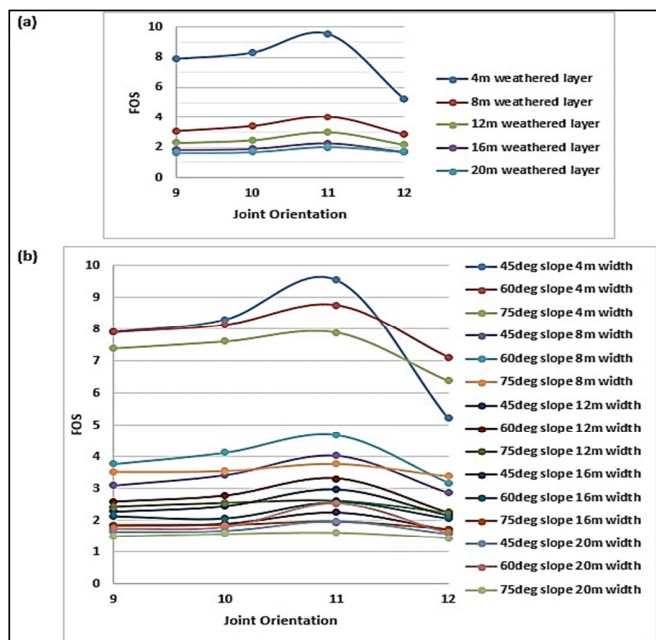 (a)
10
8
6
4
2
0
FOS
9 10 11 12
Joint Orientation
4m weathered layer
8m weathered layer
12m weathered layer
16m weathered layer
20m weathered layer
(b)
10
9
8
7
6
5
4
3
2
1
0
FOS
9 10 11 12
Joint Orientation
45deg slope 4m width
60deg slope 4m width
75deg slope 4m width
45deg slope 8m width
60deg slope 8m width
75deg slope 8m width
45deg slope 12m width
60deg slope 12m width
75deg slope 12m width
45deg slope 16m width
60deg slope 16m width
75deg slope 16m width
45deg slope 20m width
60deg slope 20m width
75deg slope 20m width